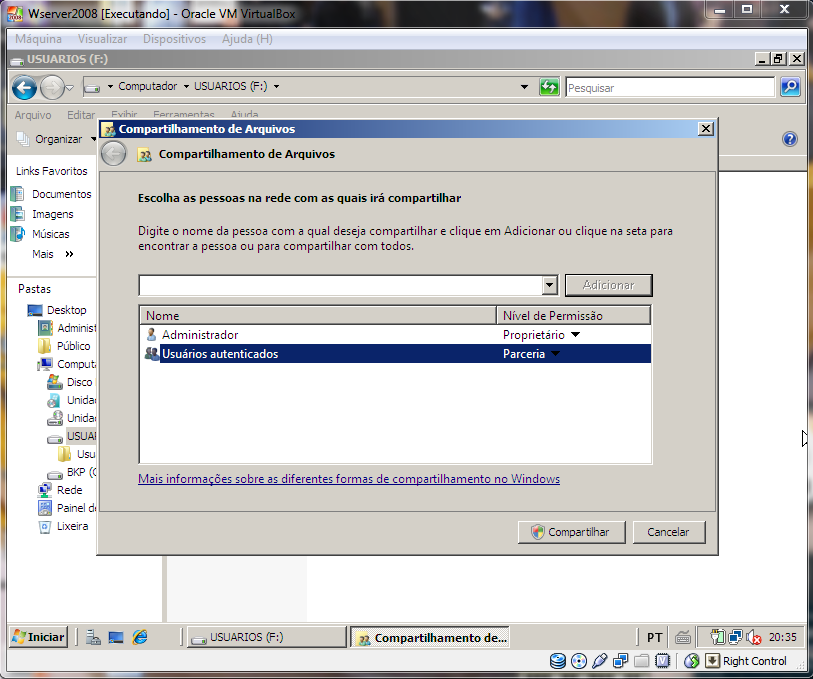 Wserver2008 [Executando] - Oracle VM VirtualBox
Máquina Visualizar Dispositivos Ajuda (H)
USUARIOS (F:)
Computador USUARIOS (F:)
Pesquisar
Arquivo Editar Exibir Ferramentas Ajuda
Organizar
Compartilhamento de Arquivos
Compartilhamento de Arquivos
Links Favoritos
Documentos
Imagens
Músicas
Mais »
Pastas
Desktop
Administ
Público
Computa
Disco
Unidad
Unidad
USUAR
Usu
BKP (G
Rede
Painel de
Lixeira
Escolha as pessoas na rede com as quais irá compartilhar
Digite o nome da pessoa com a qual deseja compartilhar e clique em Adicionar ou clique na seta para
encontrar a pessoa ou para compartilhar com todos.
Adicionar
Nome Nível de Permissão
Administrador Proprietário
Usuários autenticados Parceria
Mais informações sobre as diferentes formas de compartilhamento no Windows
Compartilhar Cancelar
Iniciar USUARIOS (F:) Compartilhamento de... PT 20:35
Right Control